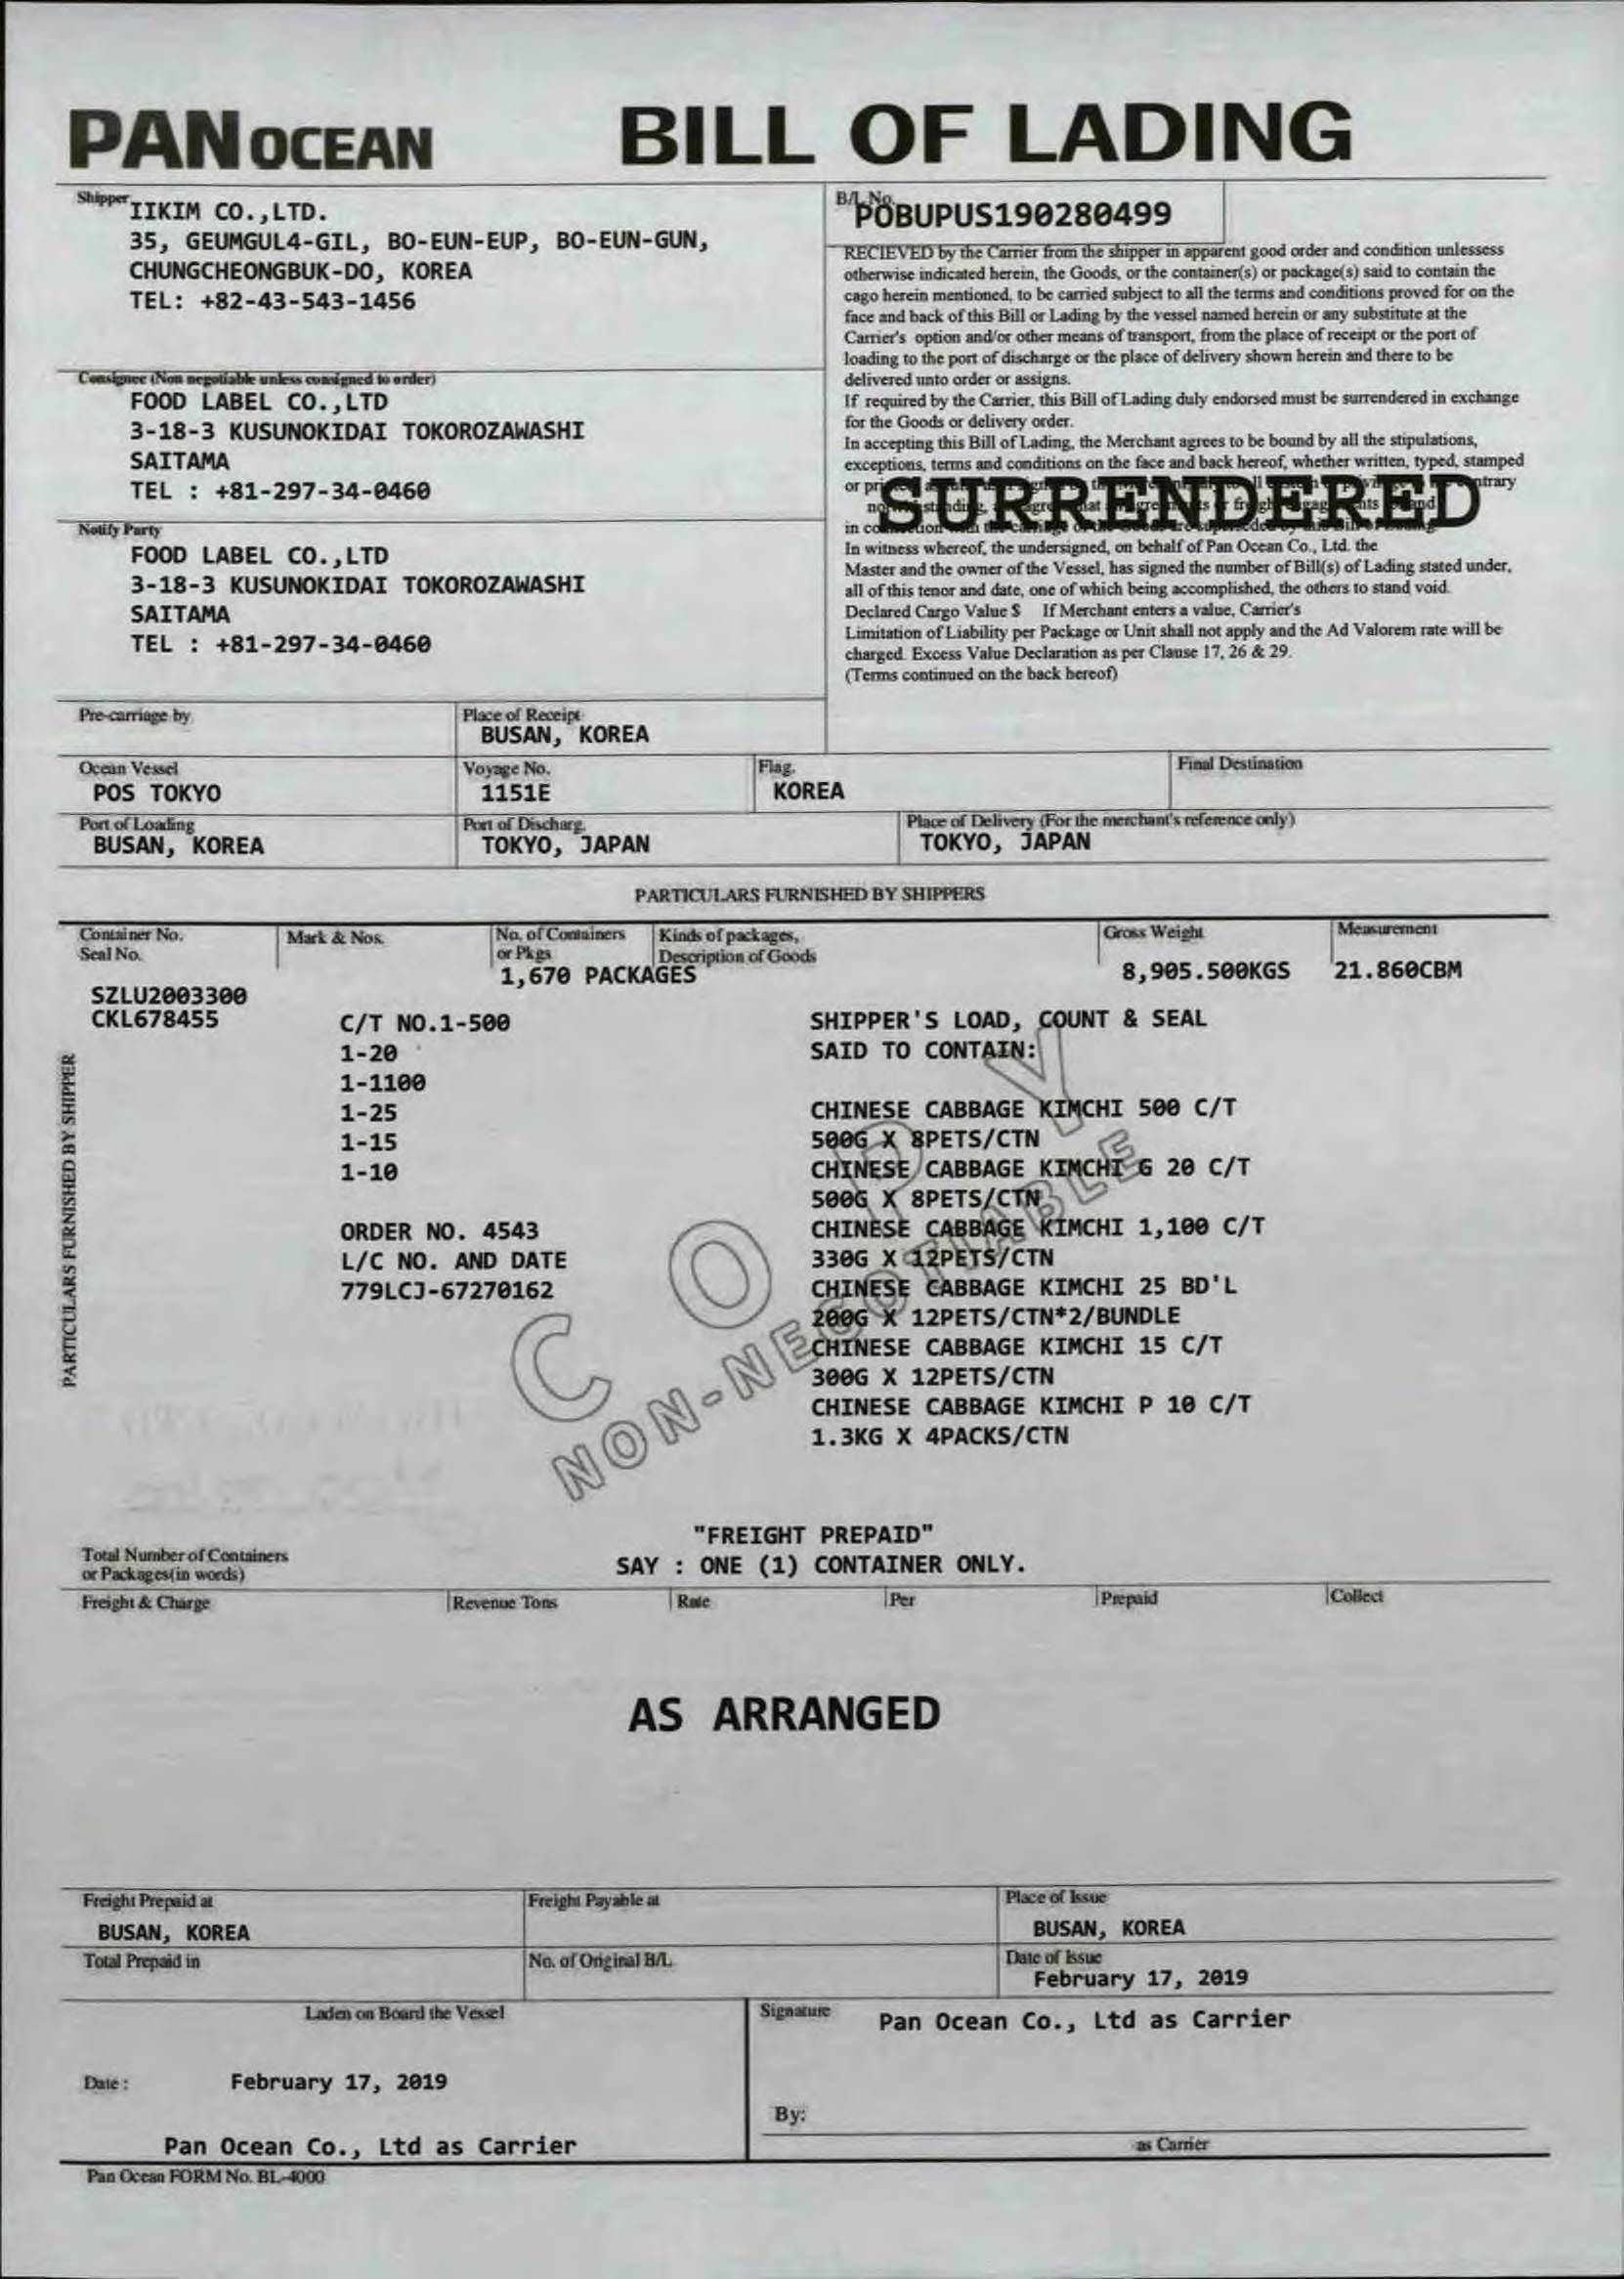 PAN OCEAN
BILL OF LADING
Shipper
IIKIM CO.,LTD.
35, GEUMGUL4-GIL, BO-EUN-EUP, BO-EUN-GUN,
CHUNGCHEONGBUK-DO, KOREA
TEL: +82-43-543-1456
B/L No.
POBUPUS190280499
RECIEVED by the Carrier from the shipper in apparent good order and condition unlessess
otherwise indicated herein, the Goods, or the container(s) or package(s) said to contain the
cago herein mentioned, to be carried subject to all the terms and conditions proved for on the
face and back of this Bill or Lading by the vessel named herein or any substitute at the
Carrier's option and/or other means of transport, from the place of receipt or the port of
loading to the port of discharge or the place of delivery shown herein and there to be
delivered unto order or assigns.
If required by the Carrier, this Bill of Lading duly endorsed must be surrendered in exchange
for the Goods or delivery order.
In accepting this Bill of Lading, the Merchant agrees to be bound by all the stipulations,
exceptions, terms and conditions on the face and back hereof, whether written, typed, stamped
or
SURRENDERED
in
In witness whereof, the undersigned, on behalf of Pan Ocean Co., Ltd. the
Master and the owner of the Vessel, has signed the number of Bill(s) of Lading stated under,
all of this tenor and date, one of which being accomplished, the others to stand void.
Declared Cargo Value $ If Merchant enters a value, Carrier's
Limitation of Liability per Package or Unit shall not apply and the Ad Valorem rate will be
charged. Excess Value Declaration as per Clause 17, 26 & 29.
(Terms continued on the back hereof)
Consignee (Non negotiable unless consigned to order)
FOOD LABEL CO.,LTD
3-18-3 KUSUNOKIDAI TOKOROZAWASHI
SAITAMA
TEL : +81-297-34-0460
Notify Party
FOOD LABEL CO.,LTD
3-18-3 KUSUNOKIDAI TOKOROZAWASHI
SAITAMA
TEL : +81-297-34-0460
Pre-carriage by
Place of Receipt
BUSAN, KOREA
Ocean Vessel
POS TOKYO
Voyage No.
1151E
Flag.
KOREA
Final Destination
Port of Loading
BUSAN, KOREA
Port of Discharg.
TOKYO, JAPAN
Place of Delivery (For the merchant's reference only)
TOKYO, JAPAN
PARTICULARS FURNISHED BY SHIPPERS
Container No.
Seal No.
Mark & Nos.
No. of Containers
or Pkgs
Kinds of packages,
Description of Goods
Gross Weight
Measurement
1,670 PACKAGES
8,905.500KGS
21.860CBM
SZLU2003300
CKL678455
PARTICULARS FURNISHED BY SHIPPER
C/T NO.1-500
1-20
1-1100
1-25
1-15
1-10
ORDER NO. 4543
L/C NO. AND DATE
779LCJ-67270162
SHIPPER'S LOAD, COUNT & SEAL
SAID TO CONTAIN:
CHINESE CABBAGE KIMCHI 500 C/T
500G X 8PETS/CTN
CHINESE CABBAGE KIMCHI G 20 C/T
500G X 8PETS/CTN
CHINESE CABBAGE KIMCHI 1,100 C/T
330G X 12PETS/CTN
CHINESE CABBAGE KIMCHI 25 BD'L
200G X 12PETS/CTN*2/BUNDLE
CHINESE CABBAGE KIMCHI 15 C/T
300G X 12PETS/CTN
CHINESE CABBAGE KIMCHI P 10 C/T
1.3KG X 4PACKS/CTN
COPY
NON-NEGOTIABLE
"FREIGHT PREPAID"
Total Number of Containers
or Packages(in words)
SAY : ONE (1) CONTAINER ONLY.
Freight & Charge
Revenue Tons
Rate
Per
Prepaid
Collect
AS ARRANGED
Freight Prepaid at
BUSAN, KOREA
Freight Payable at
Place of Issue
BUSAN, KOREA
Total Prepaid in
No. of Original B/L
Date of Issue
February 17, 2019
Laden on Board the Vessel
Date :
February 17, 2019
Pan Ocean Co., Ltd as Carrier
Signature
Pan Ocean Co., Ltd as Carrier
By:
as Carrier
Pan Ocean FORM No. BL-4000